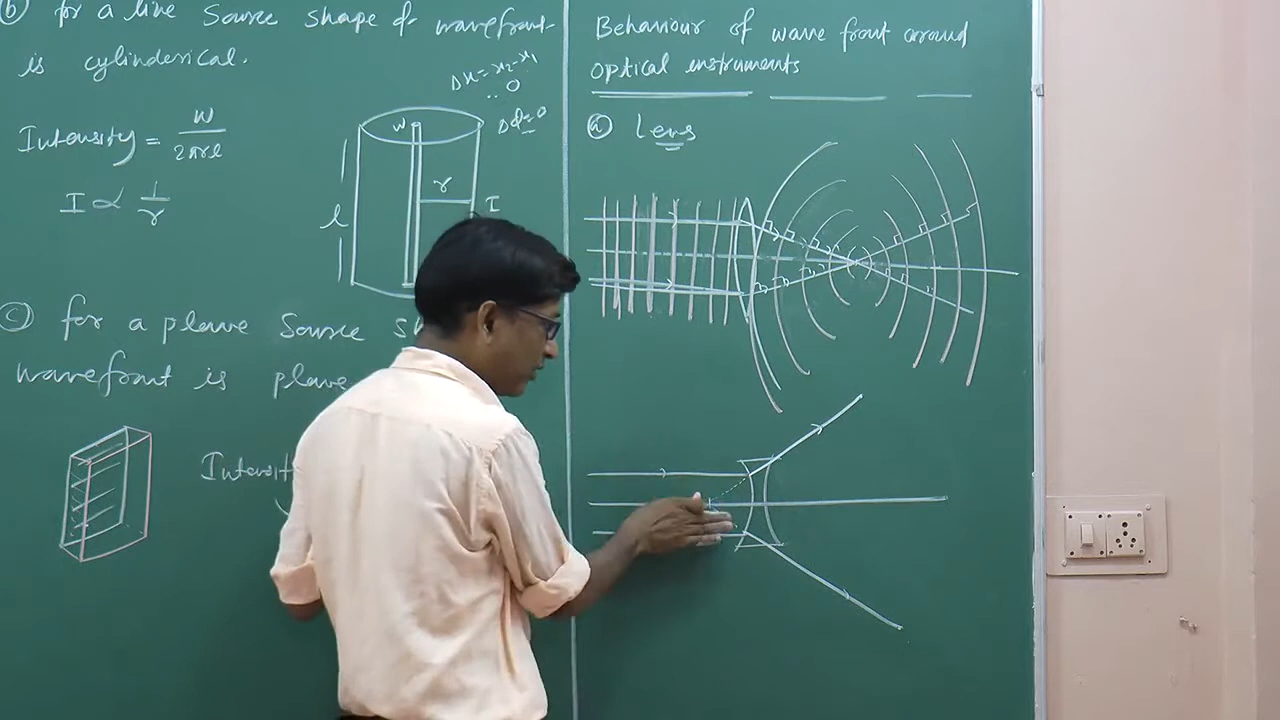 (b) for a line Source shape of wavefront
is cylinderical.
Δx = x₂-x₁
0
Δφ=0
Intensity = W/2πrl
I ∝ 1/r
W
r
l
I
(c) for a plane Source
wavefront is plane
Behaviour of wave front around
optical instruments
(a) Lens